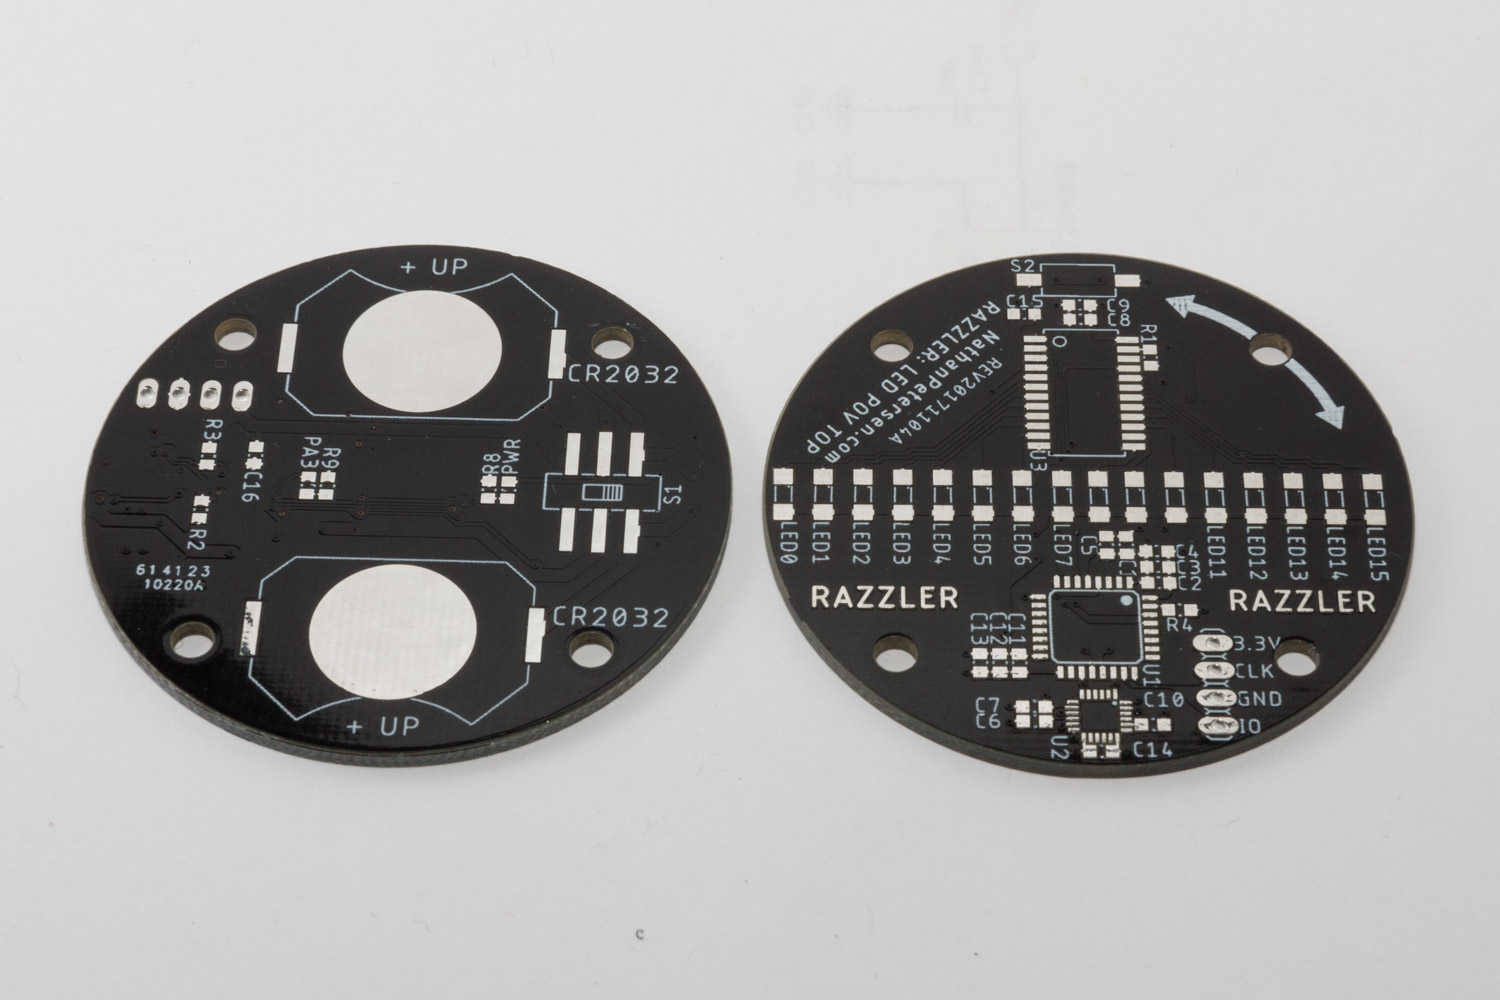 + UP
CR2032
R3
C16
PA3
R9
R8
PWR
S1
R2
614123
10220A
CR2032
+ UP
S2
C15
C9
C8
R1
RAZZLER: LED POV TOP
NathanPetersen.com
REV20171104A
U3
LED0
LED1
LED2
LED3
LED4
LED5
LED6
LED7
LED11
LED12
LED13
LED14
LED15
C5
C4
C3
C2
RAZZLER
RAZZLER
R4
C13
C12
C11
U1
3.3V
CLK
GND
IO
C10
C7
C6
U2
C14